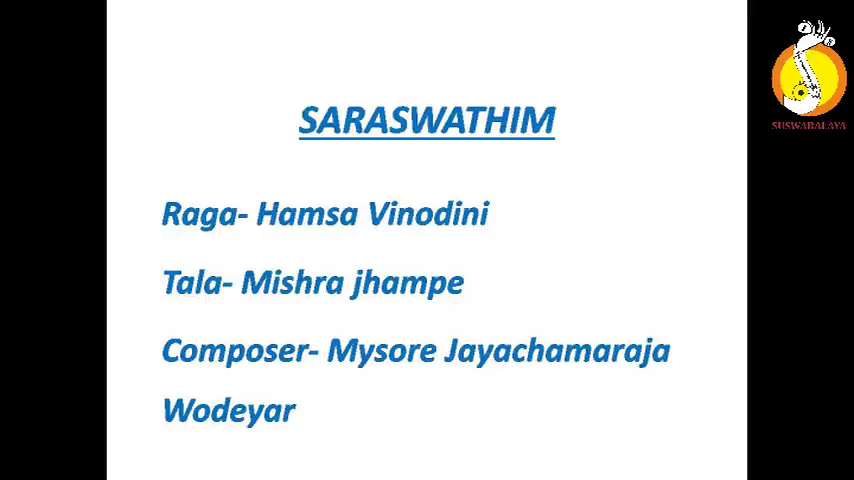 SARASWATHIM
Raga- Hamsa Vinodini
Tala- Mishra jhampe
Composer- Mysore Jayachamaraja
Wodeyar
SUSWARALAYA